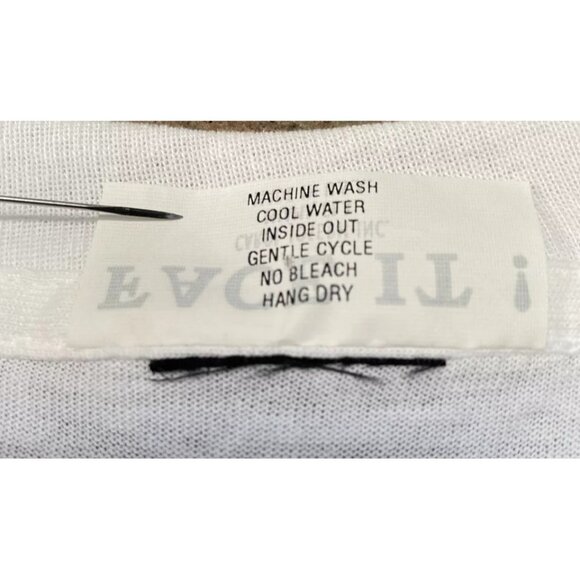 MACHINE WASH
COOL WATER
INSIDE OUT
GENTLE CYCLE
NO BLEACH
HANG DRY